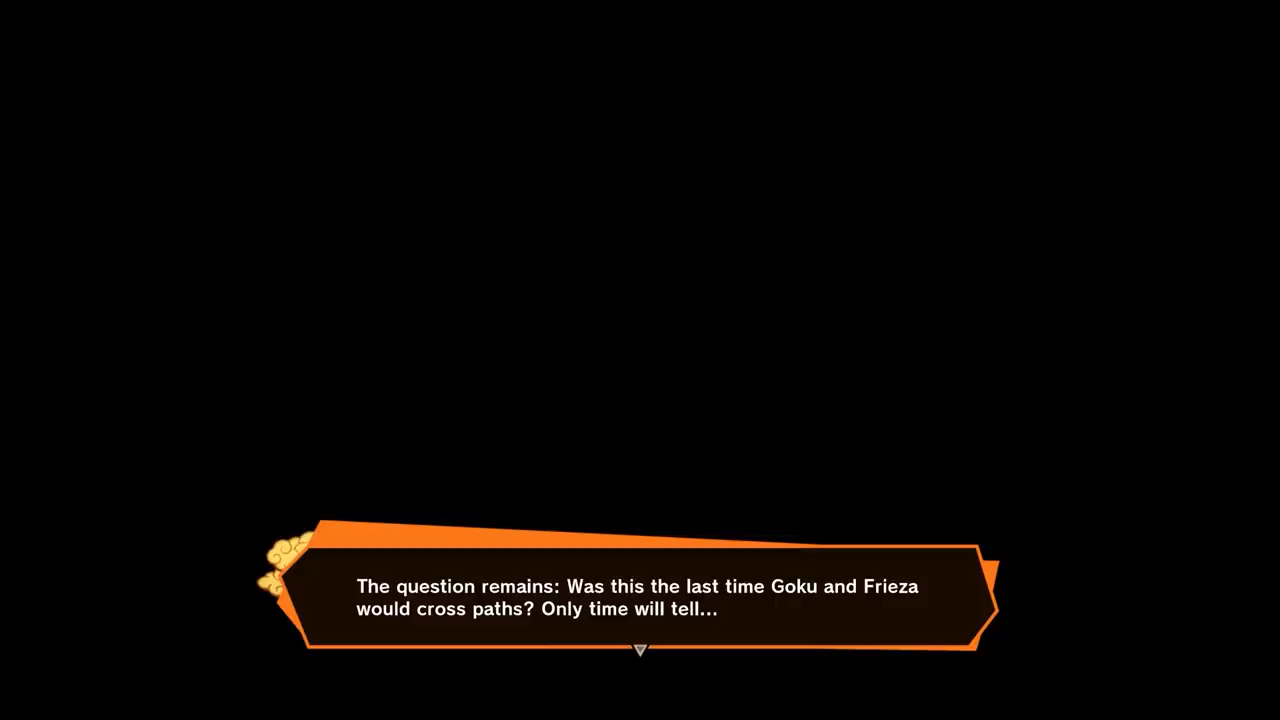 The question remains: Was this the last time Goku and Frieza
would cross paths? Only time will tell...